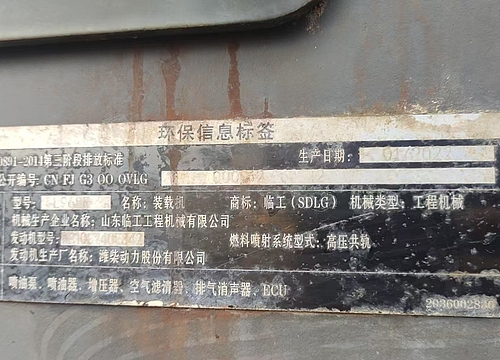 环保信息标签
0891-2014第三阶段排放标准 生产日期:
公开编号: CN FJ G3 00 0VLG
型号: 名称: 装载机 商标: 临工(SDLG) 机械类型: 工程机械
机械生产企业名称: 山东临工工程机械有限公司
发动机型号: 燃料喷射系统型式: 高压共轨
发动机生产厂名称: 潍柴动力股份有限公司
喷油泵、喷油器、增压器、空气滤清器、排气消声器、ECU